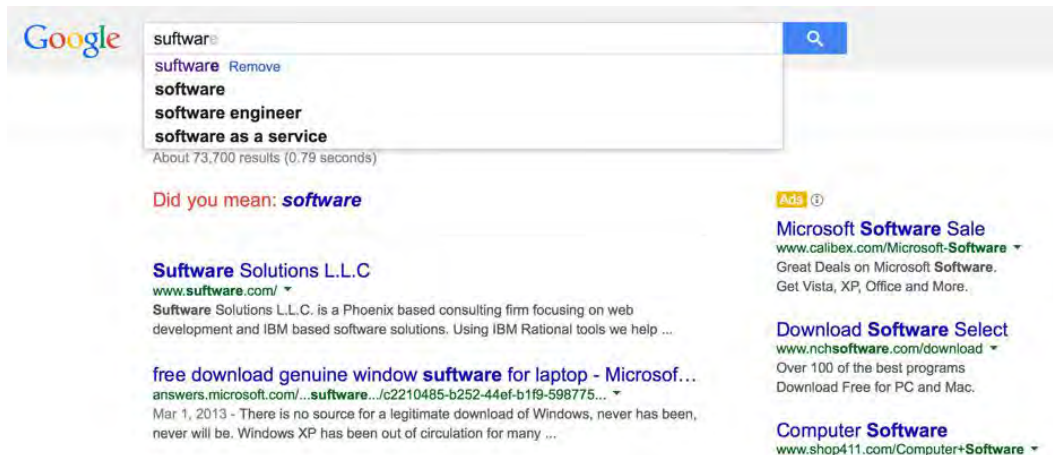 Google
suftware
suftware Remove
software
software engineer
software as a service
About 73,700 results (0.79 seconds)
Did you mean: software
Suftware Solutions L.L.C
www.suftware.com/
Suftware Solutions L.L.C. is a Phoenix based consulting firm focusing on web
development and IBM based software solutions. Using IBM Rational tools we help ...
free download genuine window suftware for laptop - Microsof...
answers.microsoft.com/...suftware.../c2210485-b252-44ef-b1f9-598775...
Mar 1, 2013 - There is no source for a legitimate download of Windows, never has been,
never will be. Windows XP has been out of circulation for many ...
Ads
Microsoft Software Sale
www.calibex.com/Microsoft-Software
Great Deals on Microsoft Software.
Get Vista, XP, Office and More.
Download Software Select
www.nchsoftware.com/download
Over 100 of the best programs
Download Free for PC and Mac.
Computer Software
www.shop411.com/Computer+Software